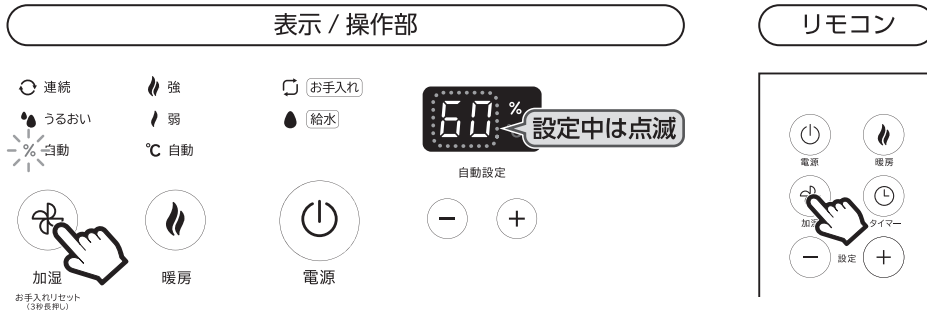 表示 / 操作部
リモコン
連続
強
お手入れ
うるおい
弱
給水
% 自動
℃ 自動
60 %
設定中は点滅
自動設定
− +
加湿
暖房
電源
お手入れリセット
(3秒長押し)
電源
暖房
加湿
タイマー
− 設定 +